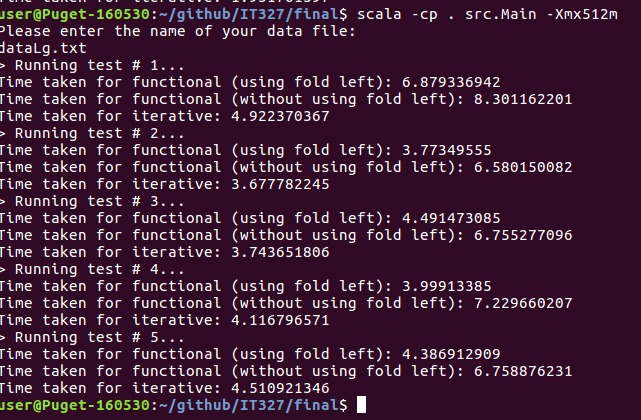 user@Puget-160530:~/github/IT327/final$ scala -cp . src.Main -Xmx512m
Please enter the name of your data file:
dataLg.txt
> Running test # 1...
Time taken for functional (using fold left): 6.879336942
Time taken for functional (without using fold left): 8.301162201
Time taken for iterative: 4.922370367
> Running test # 2...
Time taken for functional (using fold left): 3.77349555
Time taken for functional (without using fold left): 6.580150082
Time taken for iterative: 3.677782245
> Running test # 3...
Time taken for functional (using fold left): 4.491473085
Time taken for functional (without using fold left): 6.755277096
Time taken for iterative: 3.743651806
> Running test # 4...
Time taken for functional (using fold left): 3.99913385
Time taken for functional (without using fold left): 7.229660207
Time taken for iterative: 4.116796571
> Running test # 5...
Time taken for functional (using fold left): 4.386912909
Time taken for functional (without using fold left): 6.758876231
Time taken for iterative: 4.510921346
user@Puget-160530:~/github/IT327/final$